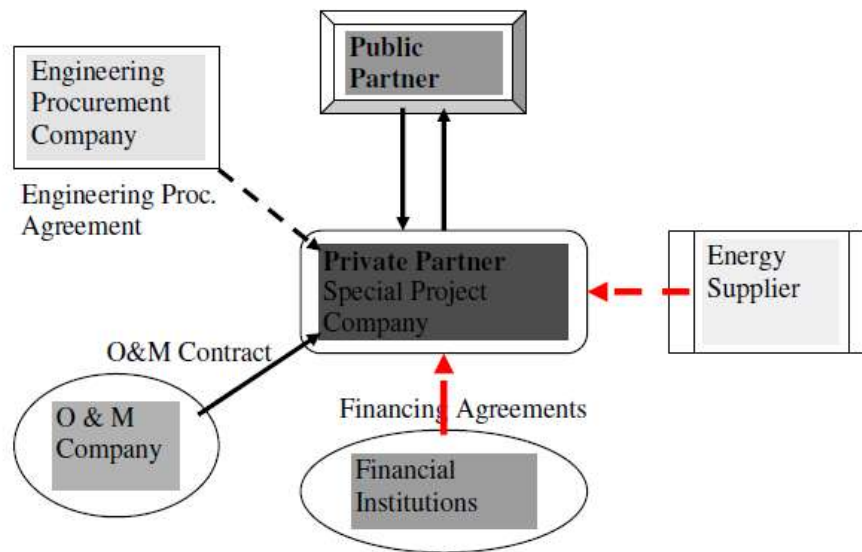 Public
Partner
Engineering
Procurement
Company
Engineering Proc.
Agreement
Private Partner
Special Project
Company
Energy
Supplier
O&M Contract
O & M
Company
Financing Agreements
Financial
Institutions